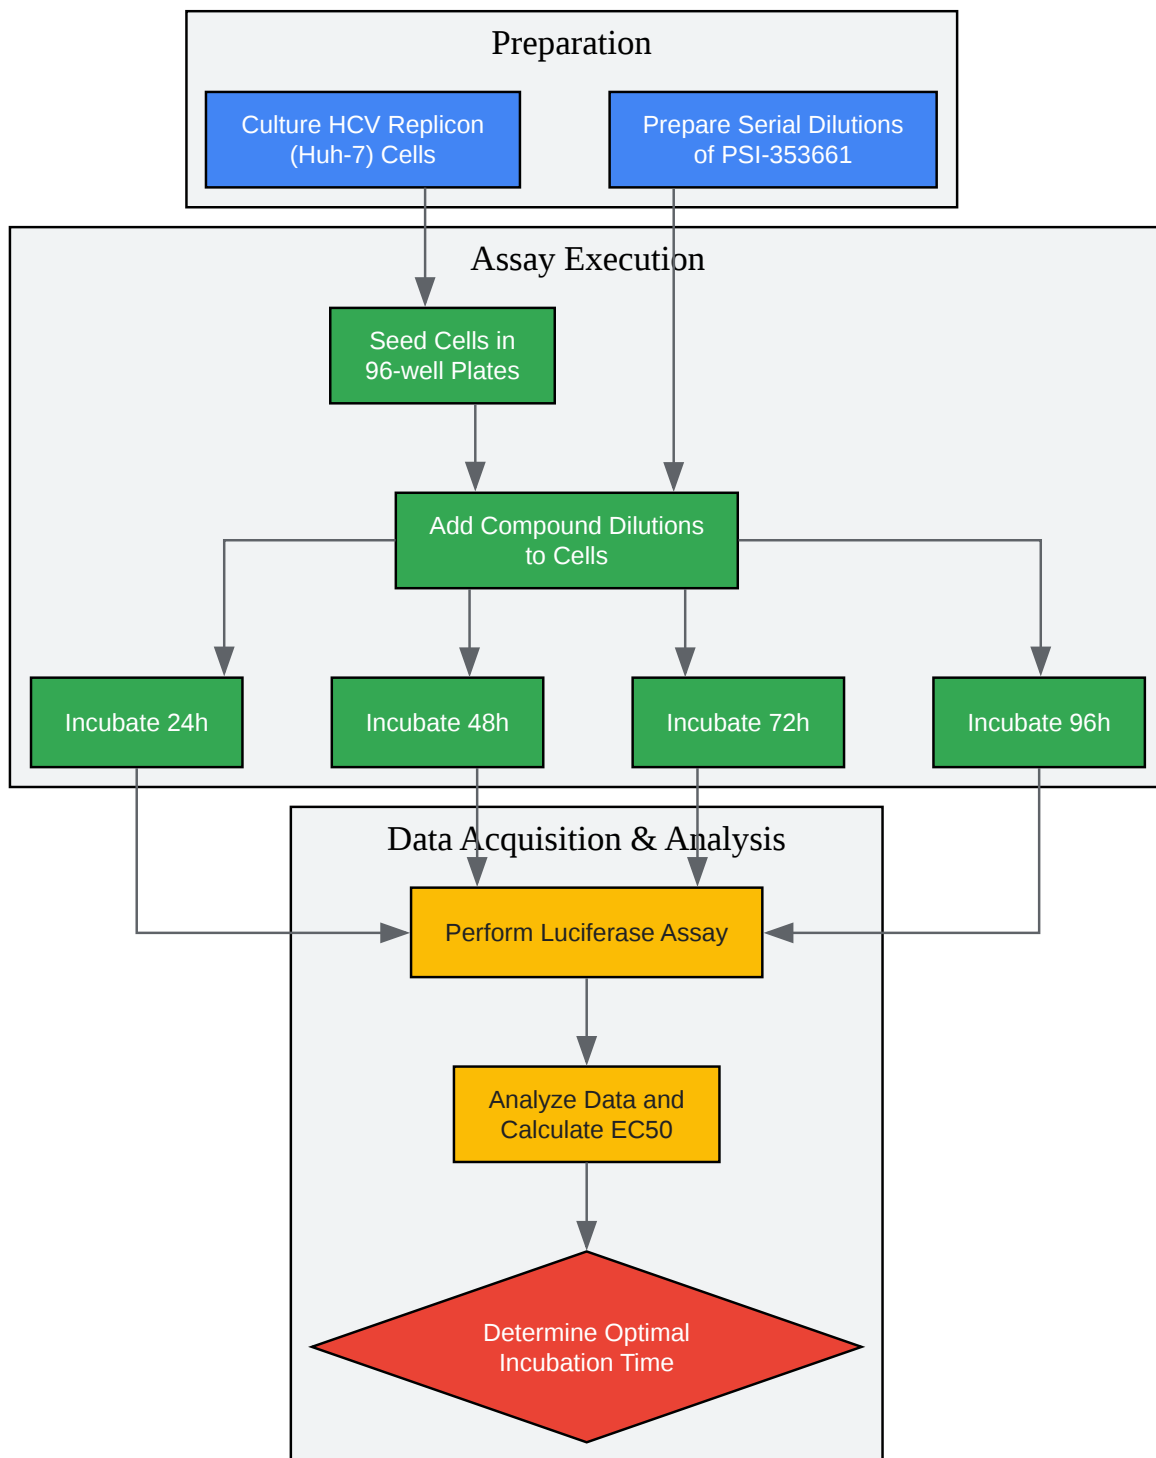 Preparation
Culture HCV Replicon
(Huh-7) Cells
Prepare Serial Dilutions
of PSI-353661
Assay Execution
Seed Cells in
96-well Plates
Add Compound Dilutions
to Cells
Incubate 24h
Incubate 48h
Incubate 72h
Incubate 96h
Data Acquisition & Analysis
Perform Luciferase Assay
Analyze Data and
Calculate EC50
Determine Optimal
Incubation Time